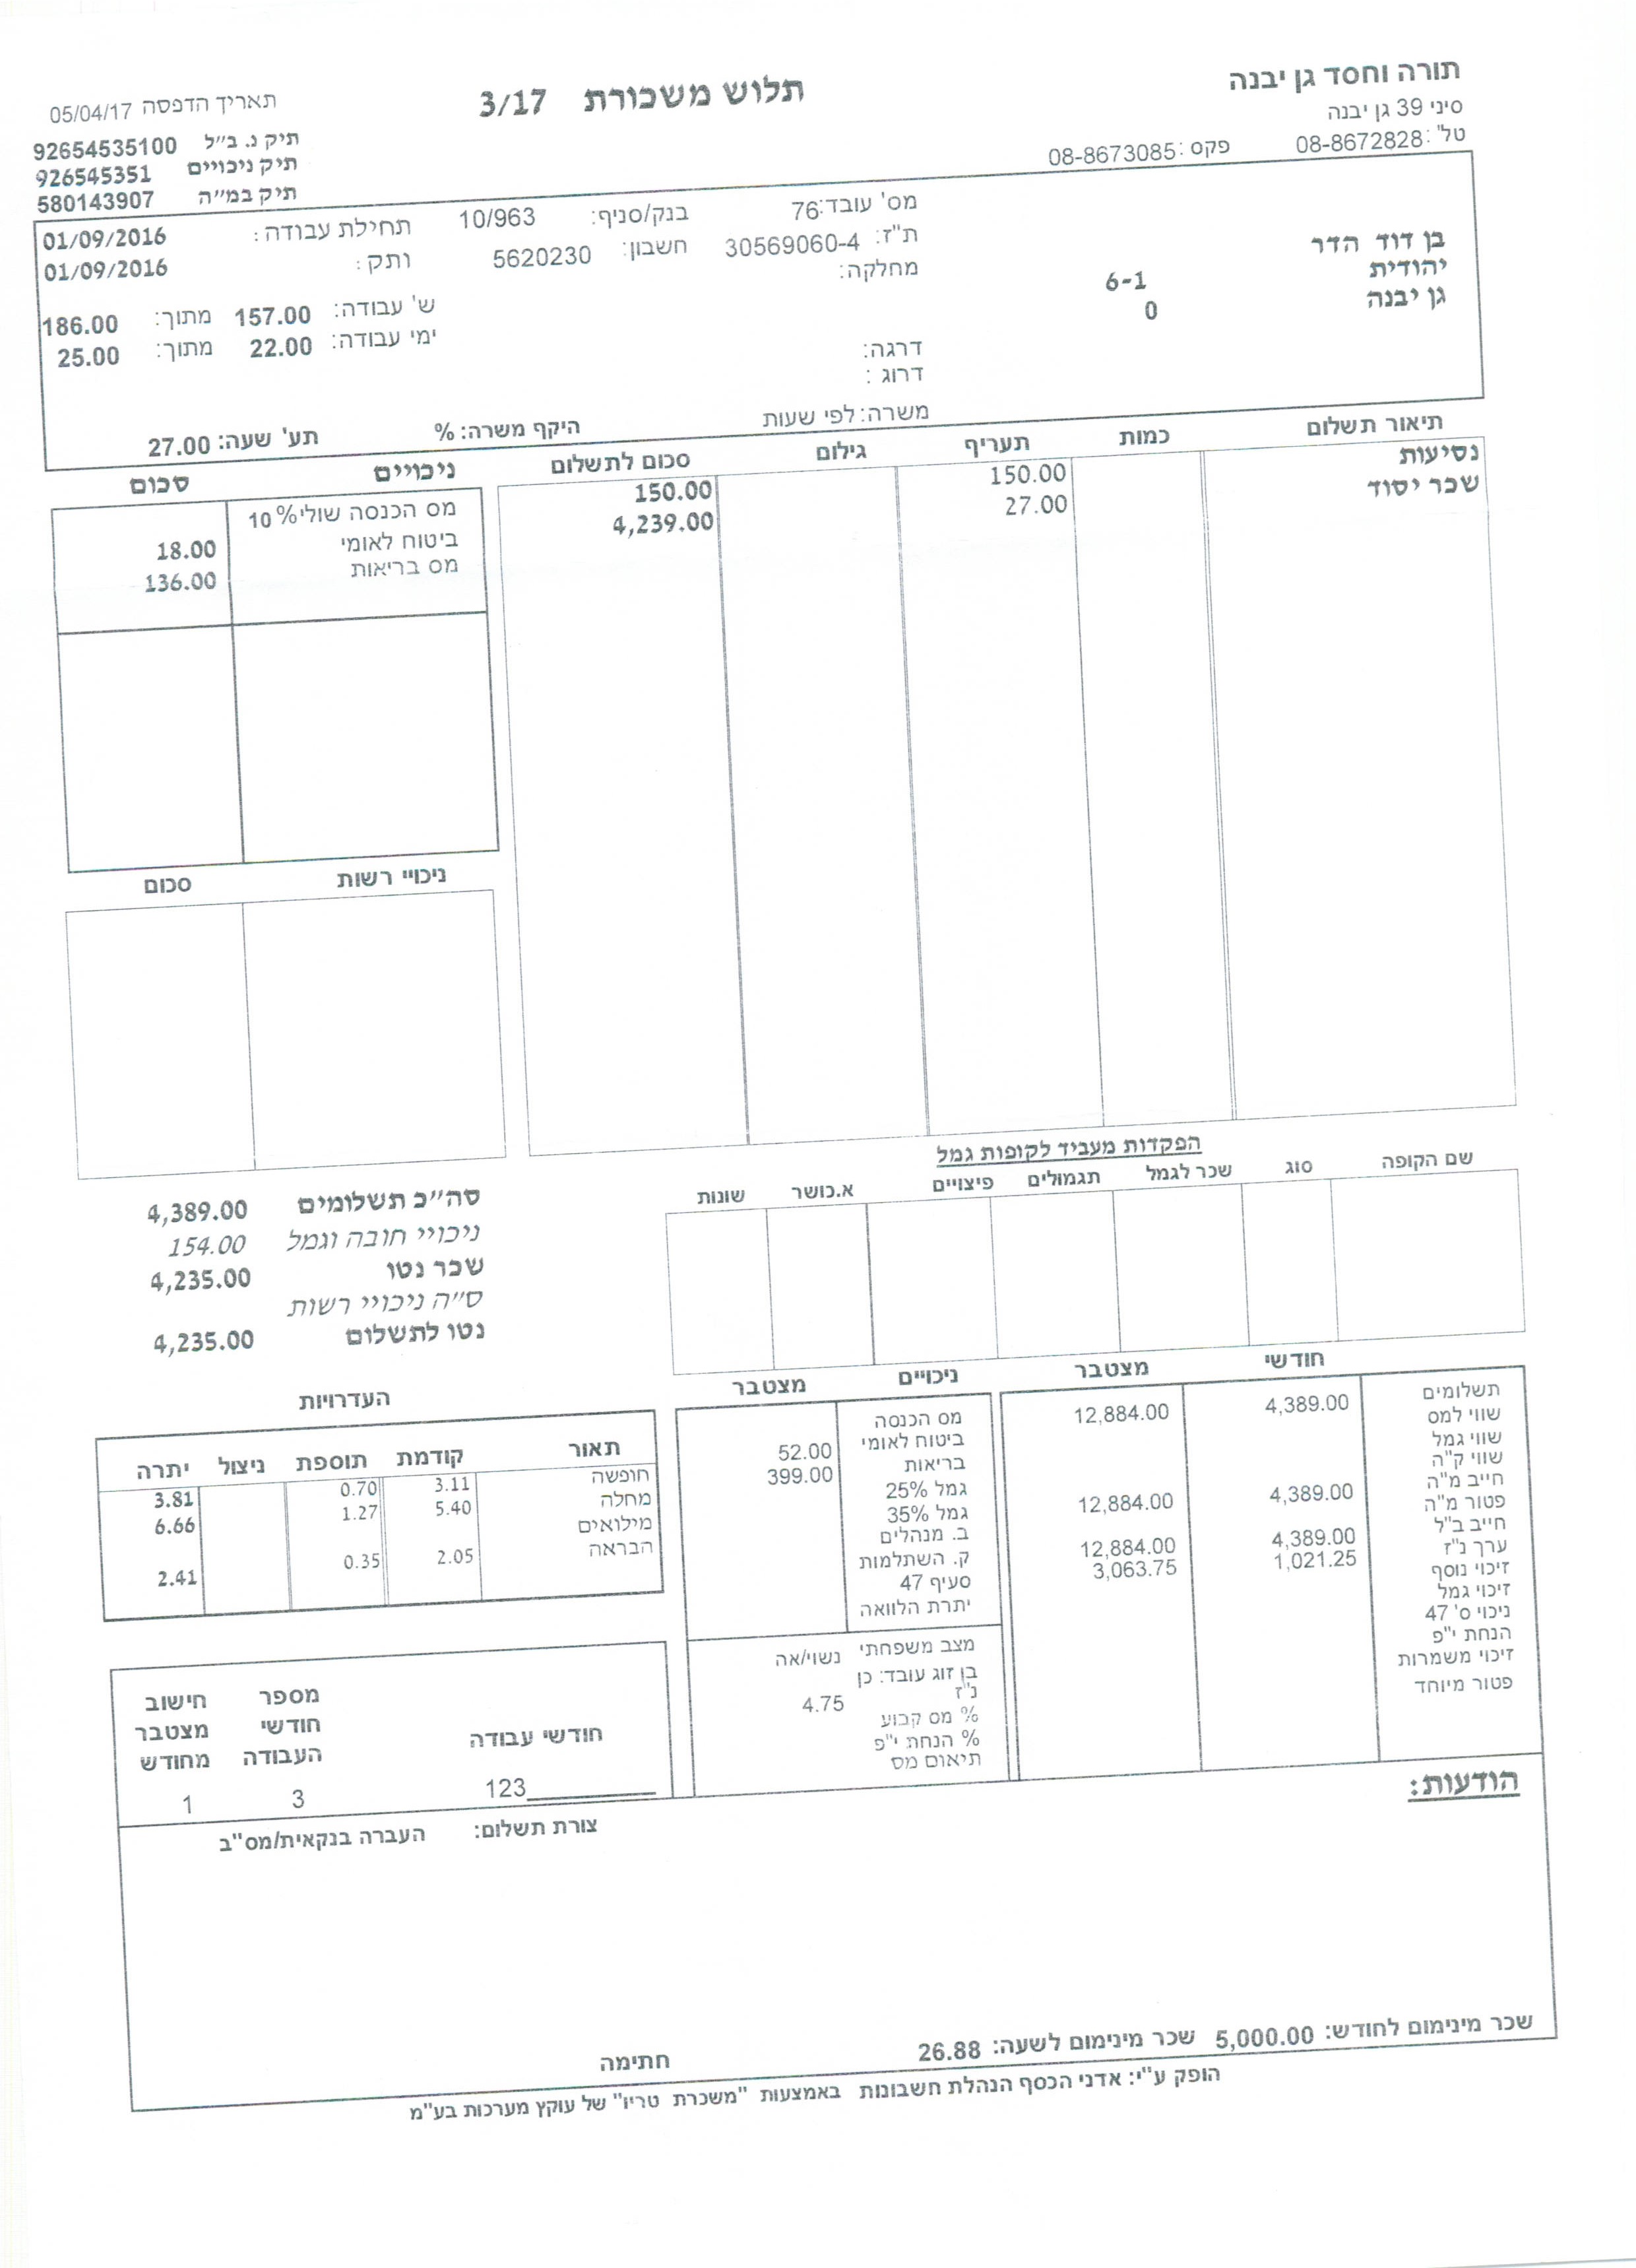 תורה וחסד גן יבנה
סיני 39 גן יבנה
טל': 08-8672828 פקס: 08-8673085
תלוש משכורת 3/17
תאריך הדפסה 05/04/17
תיק נ. ב״ל 92654535100
תיק ניכויים 926545351
תיק במ״ה 580143907
בן דוד הדר
יהודית 6-1
גן יבנה 0
מס' עובד: 76 בנק/סניף: 10/963 תחילת עבודה: 01/09/2016
ת"ז: 30569060-4 חשבון: 5620230 ותק: 01/09/2016
מחלקה:
ש' עבודה: 157.00 מתוך: 186.00
ימי עבודה: 22.00 מתוך: 25.00
דרגה:
דרוג:
משרה: לפי שעות היקף משרה: % תע' שעה: 27.00
תיאור תשלום כמות תעריף גילום סכום לתשלום
נסיעות 150.00 150.00
שכר יסוד 27.00 4,239.00
ניכויים סכום
מס הכנסה שולי 10%
ביטוח לאומי 18.00
מס בריאות 136.00
ניכויי רשות סכום
סה״כ תשלומים 4,389.00
ניכויי חובה וגמל 154.00
שכר נטו 4,235.00
ס״ה ניכויי רשות
נטו לתשלום 4,235.00
הפקדות מעביד לקופות גמל
שם הקופה סוג שכר לגמל תגמולים פיצויים א.כושר שונות
חודשי מצטבר
תשלומים 4,389.00 12,884.00
שווי למס
שווי גמל
שווי ק"ה
חייב מ"ה 4,389.00 12,884.00
פטור מ"ה
חייב ב"ל 4,389.00 12,884.00
ערך נ"ז 1,021.25 3,063.75
זיכוי נוסף
זיכוי גמל
ניכוי ס' 47
הנחת י"פ
זיכוי משמרות
פטור מיוחד
ניכויים מצטבר
מס הכנסה
ביטוח לאומי 52.00
בריאות 399.00
גמל 25%
גמל 35%
ב. מנהלים
ק. השתלמות
סעיף 47
יתרת הלוואה
מצב משפחתי נשוי/אה
בן זוג עובד: כן
נ"ז 4.75
% מס קבוע
% הנחת י"פ
תיאום מס
העדרויות
תאור קודמת תוספת ניצול יתרה
חופשה 3.11 0.70 3.81
מחלה 5.40 1.27 6.66
מילואים
הבראה 2.05 0.35 2.41
חודשי עבודה מספר חודשי העבודה חישוב מצטבר מחודש
123_________ 3 1
הודעות:
צורת תשלום: העברה בנקאית/מס"ב
שכר מינימום לחודש: 5,000.00 שכר מינימום לשעה: 26.88
חתימה
הופק ע"י: אדני הכסף הנהלת חשבונות באמצעות "משכרת טריו" של עוקץ מערכות בע"מ